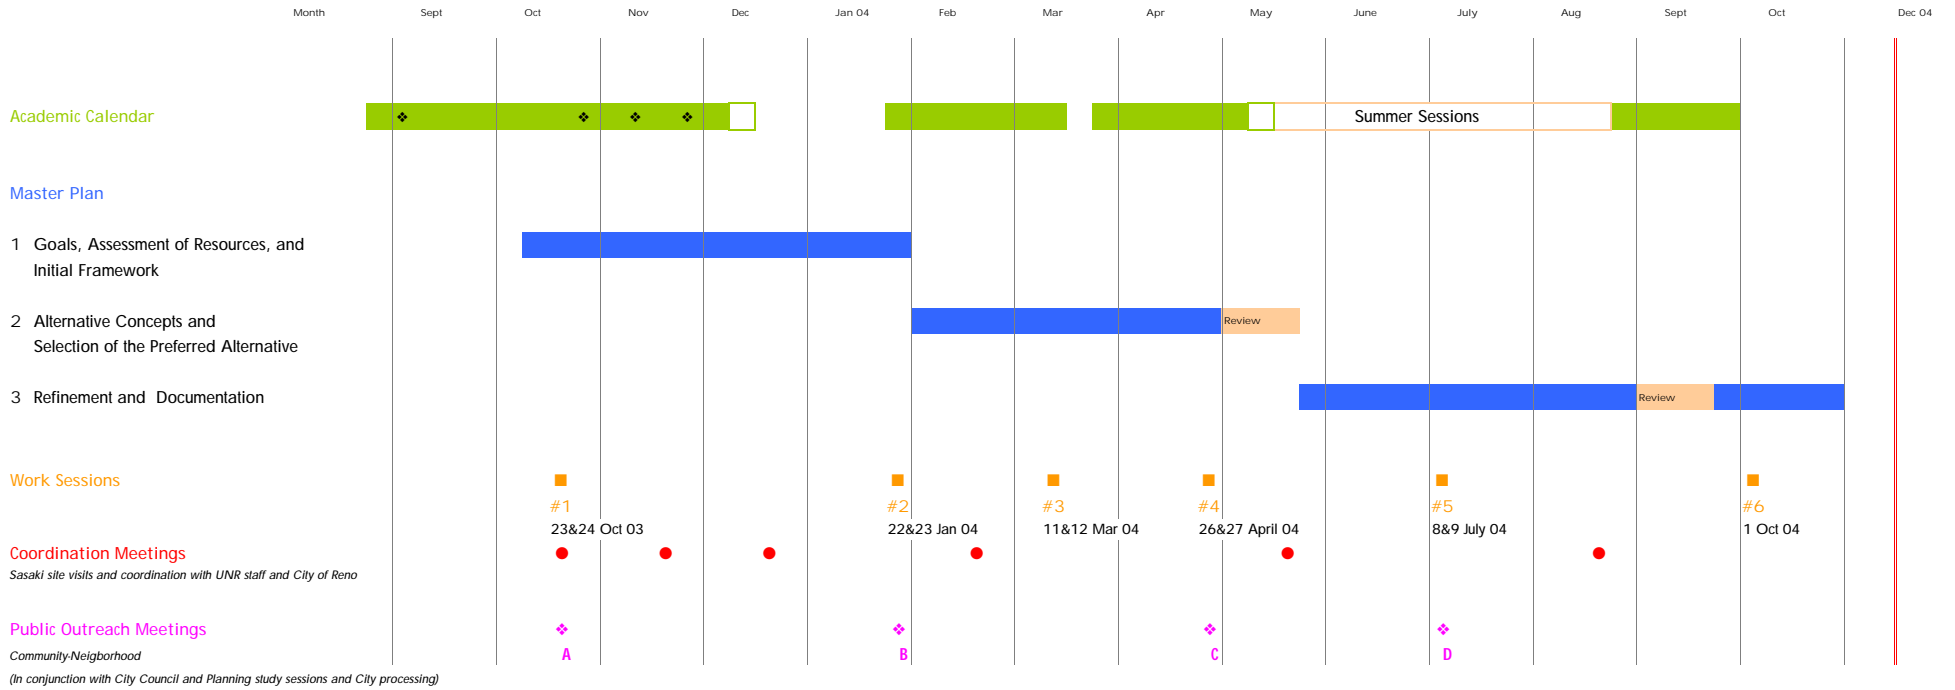 Month Sept Oct Nov Dec Jan 04 Feb Mar Apr May June July Aug Sept Oct Dec 04
Academic Calendar Summer Sessions
Master Plan
1 Goals, Assessment of Resources, and
Initial Framework
2 Alternative Concepts and Review
Selection of the Preferred Alternative
3 Refinement and Documentation Review
Work Sessions
#1 #2 #3 #4 #5 #6
23&24 Oct 03 22&23 Jan 04 11&12 Mar 04 26&27 April 04 8&9 July 04 1 Oct 04
Coordination Meetings
Sasaki site visits and coordination with UNR staff and City of Reno
Public Outreach Meetings
Community-Neigborhood A B C D
(In conjunction with City Council and Planning study sessions and City processing)